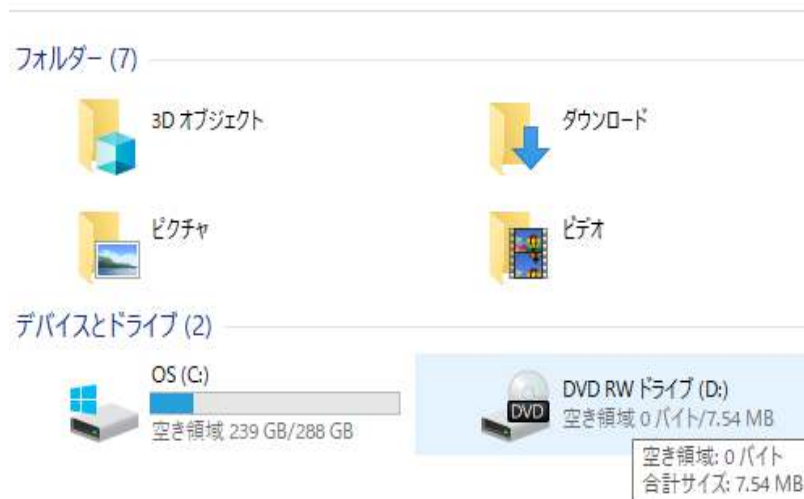 フォルダー (7)
3D オブジェクト
ダウンロード
ピクチャ
ビデオ
デバイスとドライブ (2)
OS (C:)
空き領域 239 GB/288 GB
DVD RW ドライブ (D:)
DVD
空き領域 0 バイト/7.54 MB
空き領域: 0 バイト
合計サイズ: 7.54 MB